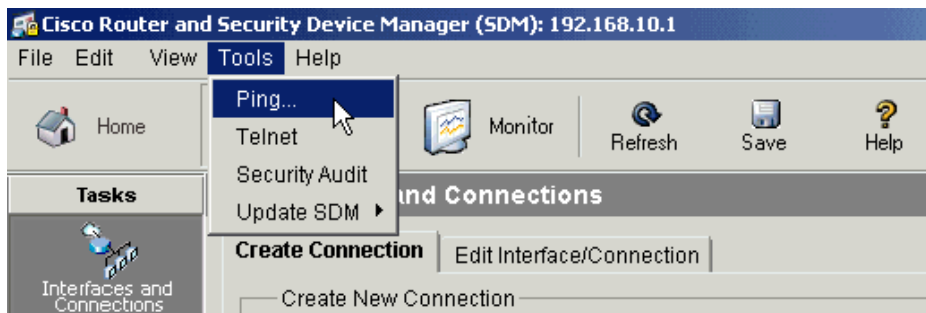 Cisco Router and Security Device Manager (SDM): 192.168.10.1
File Edit View Tools Help
Ping...
Telnet
Security Audit
Update SDM
Home
Monitor
Refresh
Save
Help
Tasks
and Connections
Create Connection
Edit Interface/Connection
Interfaces and
Connections
Create New Connection